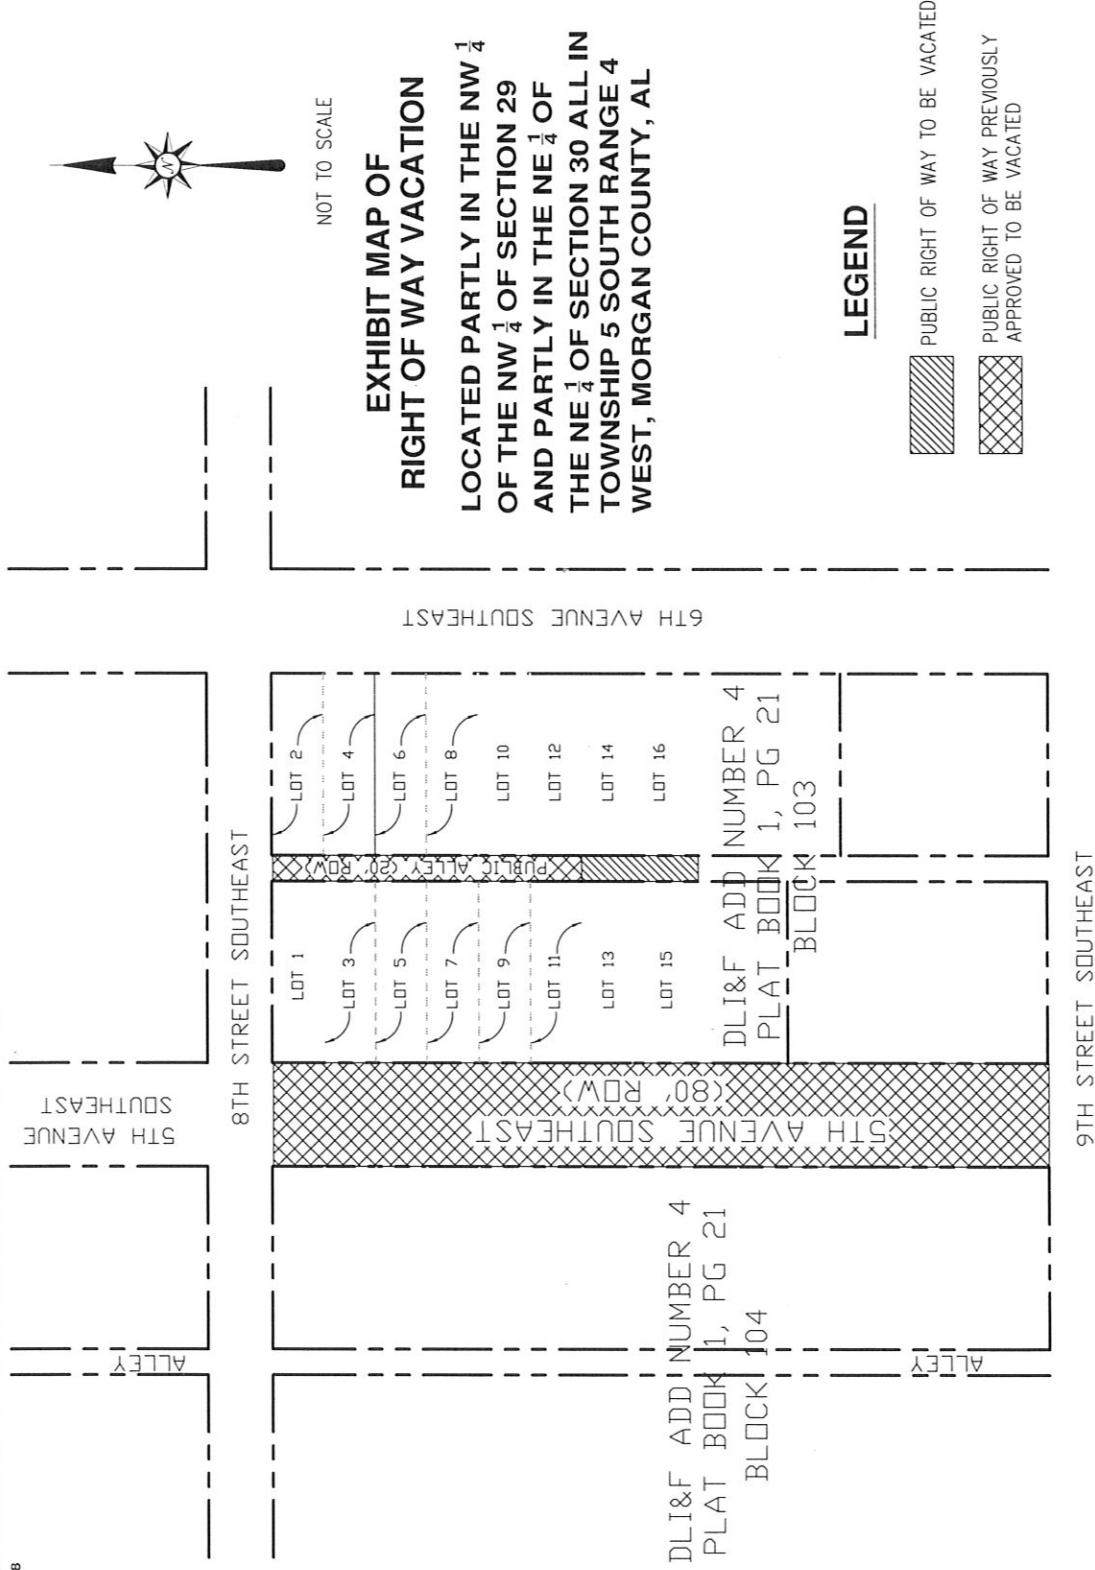 8
NOT TO SCALE
EXHIBIT MAP OF
RIGHT OF WAY VACATION
LOCATED PARTLY IN THE NW 1/4
OF THE NW 1/4 OF SECTION 29
AND PARTLY IN THE NE 1/4 OF
THE NE 1/4 OF SECTION 30 ALL IN
TOWNSHIP 5 SOUTH RANGE 4
WEST, MORGAN COUNTY, AL
LEGEND
PUBLIC RIGHT OF WAY TO BE VACATED
PUBLIC RIGHT OF WAY PREVIOUSLY
APPROVED TO BE VACATED
ALLEY
5TH AVENUE
SOUTHEAST
8TH STREET SOUTHEAST
6TH AVENUE SOUTHEAST
LOT 1
LOT 3
LOT 5
LOT 7
LOT 9
LOT 11
LOT 13
LOT 15
PUBLIC ALLEY (20' ROW)
LOT 2
LOT 4
LOT 6
LOT 8
LOT 10
LOT 12
LOT 14
LOT 16
5TH AVENUE SOUTHEAST
(80' ROW)
DLI&F ADD NUMBER 4
PLAT BOOK 1, PG 21
BLOCK 103
DLI&F ADD NUMBER 4
PLAT BOOK 1, PG 21
BLOCK 104
ALLEY
9TH STREET SOUTHEAST
N